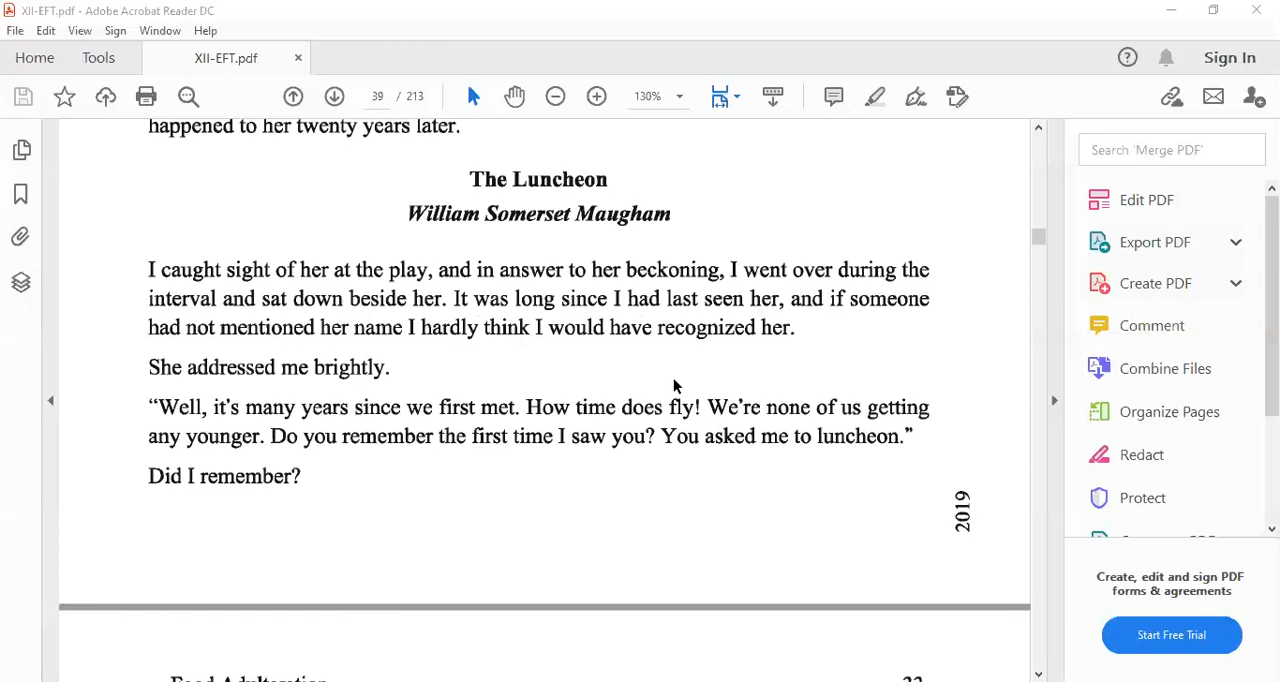 XII-EFT.pdf - Adobe Acrobat Reader DC
File Edit View Sign Window Help
Home Tools XII-EFT.pdf × Sign In
39 / 213 130%
happened to her twenty years later.
The Luncheon
William Somerset Maugham
I caught sight of her at the play, and in answer to her beckoning, I went over during the
interval and sat down beside her. It was long since I had last seen her, and if someone
had not mentioned her name I hardly think I would have recognized her.
She addressed me brightly.
“Well, it’s many years since we first met. How time does fly! We’re none of us getting
any younger. Do you remember the first time I saw you? You asked me to luncheon.”
Did I remember?
2019
Food Adulteration 33
Search 'Merge PDF'
Edit PDF
Export PDF
Create PDF
Comment
Combine Files
Organize Pages
Redact
Protect
Create, edit and sign PDF
forms & agreements
Start Free Trial